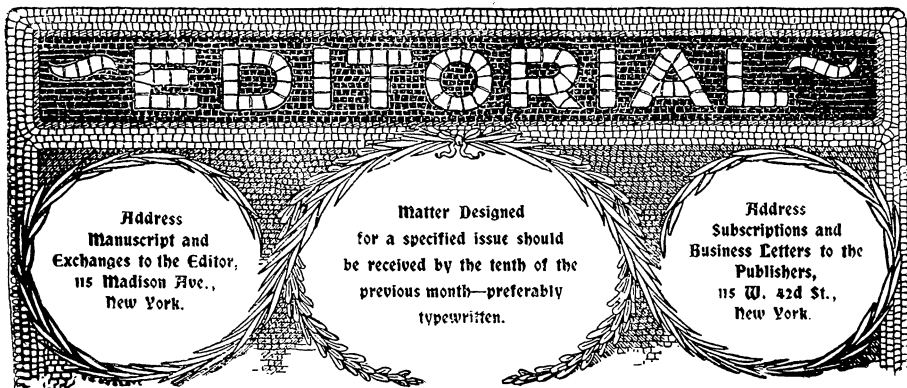 EDITORIAL
Address
Manuscript and
Exchanges to the Editor,
115 Madison Ave.,
New York.
Matter Designed
for a specified issue should
be received by the tenth of the
previous month—preferably
typewritten.
Address
Subscriptions and
Business Letters to the
Publishers,
115 W. 42d St.,
New York.